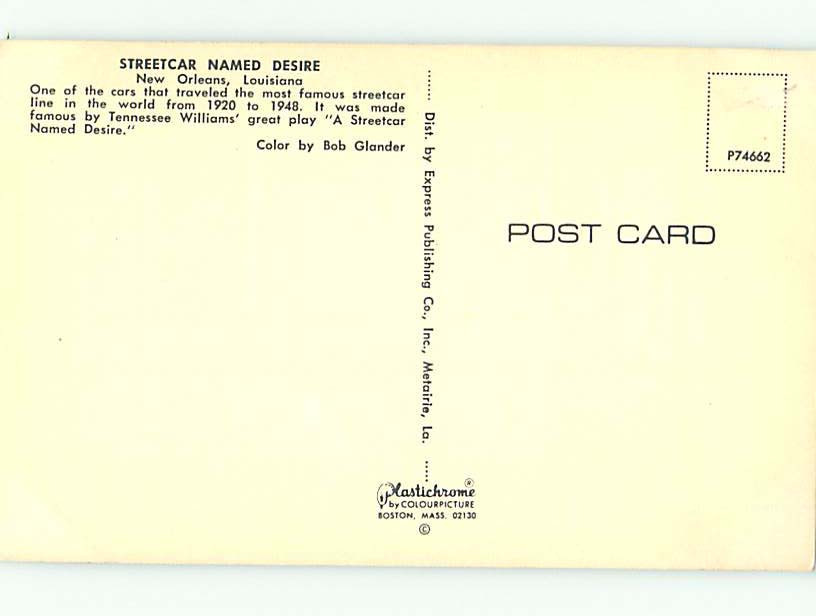 STREETCAR NAMED DESIRE
New Orleans, Louisiana
One of the cars that traveled the most famous streetcar
line in the world from 1920 to 1948. It was made
famous by Tennessee Williams' great play "A Streetcar
Named Desire."
Color by Bob Glander
Dist. by Express Publishing Co., Inc., Metairie, La.
P74662
POST CARD
Plastichrome ®
by COLOURPICTURE
BOSTON, MASS. 02130
©